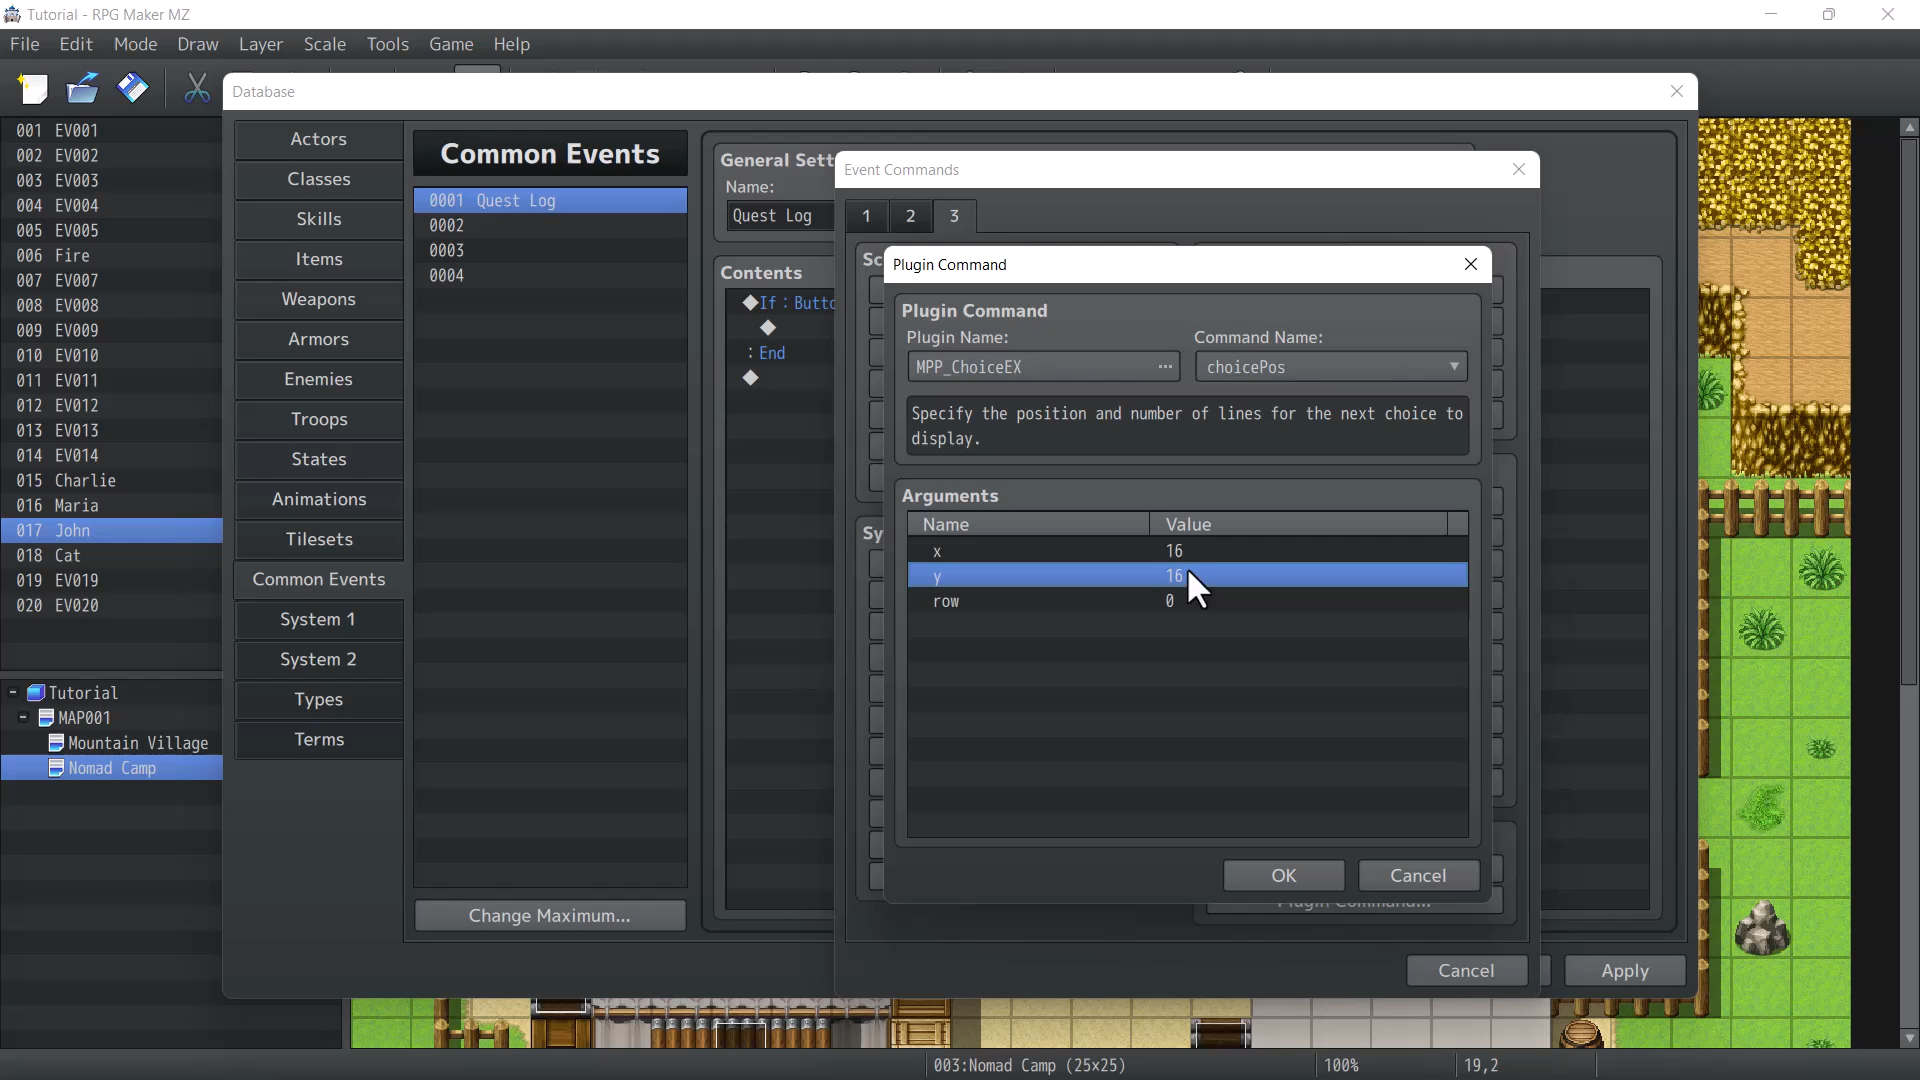 Tutorial - RPG Maker MZ
File Edit Mode Draw Layer Scale Tools Game Help
Database
001 EV001
002 EV002
003 EV003
004 EV004
005 EV005
006 Fire
007 EV007
008 EV008
009 EV009
010 EV010
011 EV011
012 EV012
013 EV013
014 EV014
015 Charlie
016 Maria
017 John
018 Cat
019 EV019
020 EV020
Tutorial
MAP001
Mountain Village
Nomad Camp
Actors
Classes
Skills
Items
Weapons
Armors
Enemies
Troops
States
Animations
Tilesets
Common Events
System 1
System 2
Types
Terms
Common Events
0001 Quest Log
0002
0003
0004
Change Maximum...
General Sett
Name:
Quest Log
Contents
◆If : Butto
◆
: End
◆
Event Commands
1 2 3
Sc
Sy
Plugin Command
Plugin Command
Plugin Name: Command Name:
MPP_ChoiceEX ... choicePos
Specify the position and number of lines for the next choice to
display.
Arguments
Name Value
x 16
y 16
row 0
OK Cancel
Plugin Command...
Cancel Apply
003:Nomad Camp (25x25) 100% 19,2